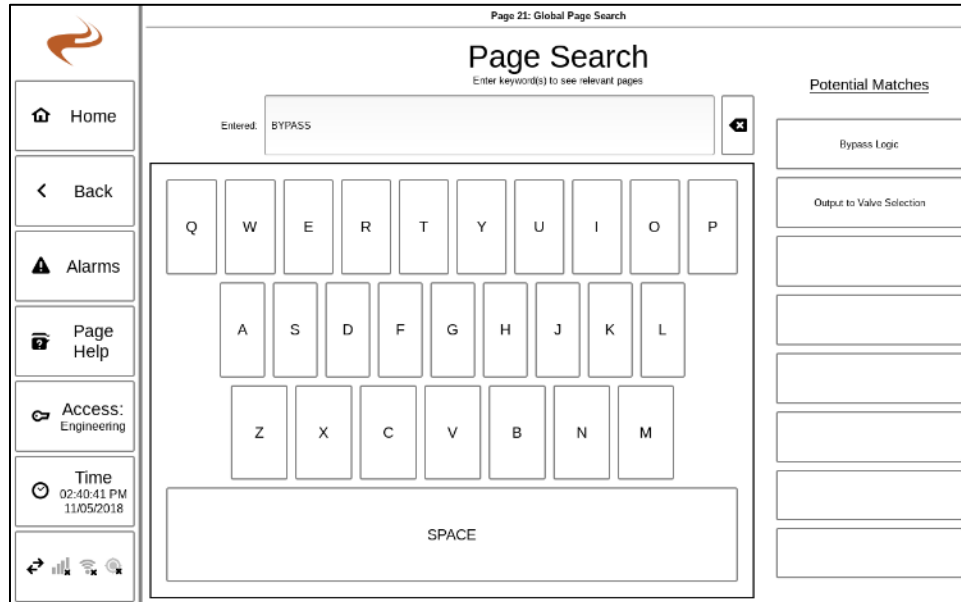 Page 21: Global Page Search
Page Search
Enter keyword(s) to see relevant pages
Potential Matches
Home
Entered:
BYPASS
Bypass Logic
Back
Output to Valve Selection
Q W E R T Y U I O P
Alarms
Page
Help
A S D F G H J K L
Access:
Engineering
Z X C V B N M
Time
02:40:41 PM
11/05/2018
SPACE